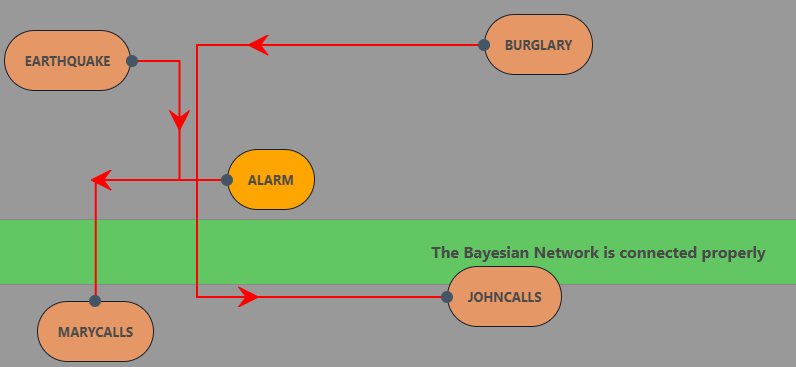 BURGLARY
EARTHQUAKE
ALARM
The Bayesian Network is connected properly
JOHNCALLS
MARYCALLS